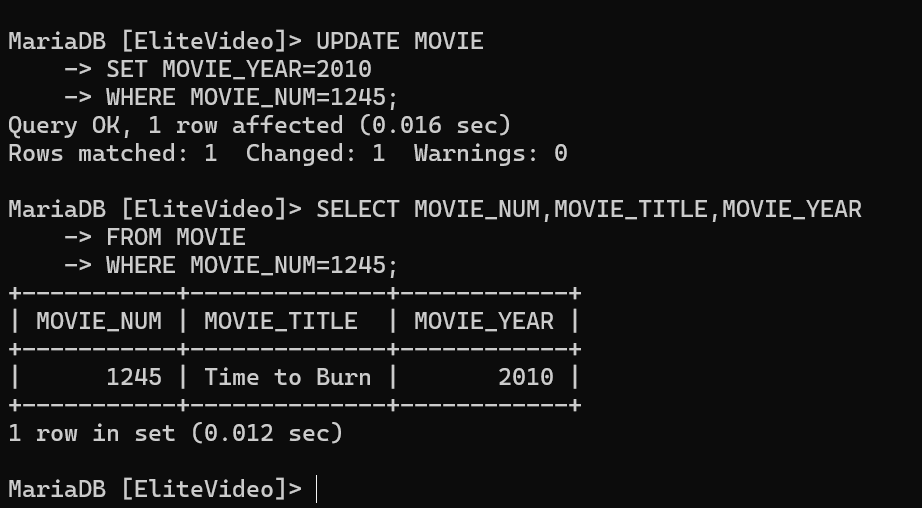 MariaDB [EliteVideo]> UPDATE MOVIE
    -> SET MOVIE_YEAR=2010
    -> WHERE MOVIE_NUM=1245;
Query OK, 1 row affected (0.016 sec)
Rows matched: 1  Changed: 1  Warnings: 0

MariaDB [EliteVideo]> SELECT MOVIE_NUM,MOVIE_TITLE,MOVIE_YEAR
    -> FROM MOVIE
    -> WHERE MOVIE_NUM=1245;
+-----------+--------------+------------+
| MOVIE_NUM | MOVIE_TITLE  | MOVIE_YEAR |
+-----------+--------------+------------+
|      1245 | Time to Burn |       2010 |
+-----------+--------------+------------+
1 row in set (0.012 sec)

MariaDB [EliteVideo]>